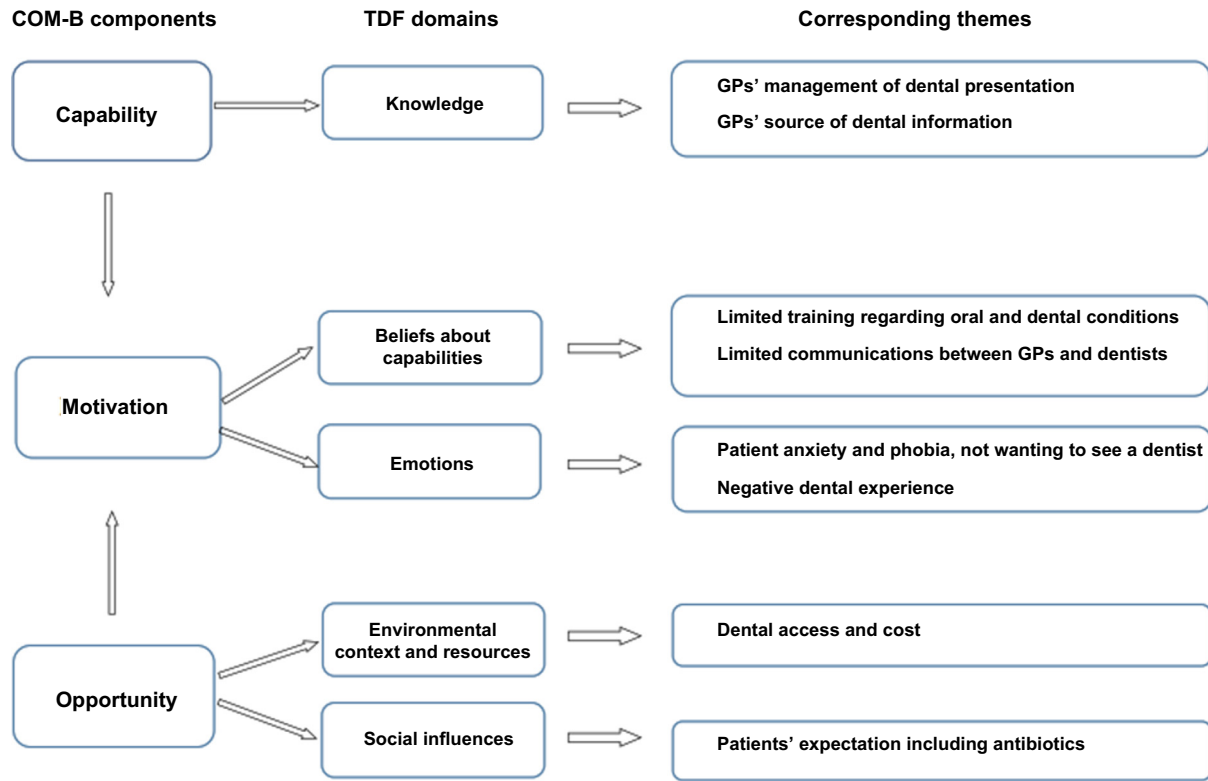 COM-B components
TDF domains
Corresponding themes
Capability
Knowledge
GPs’ management of dental presentation
GPs’ source of dental information
Motivation
Beliefs about
capabilities
Limited training regarding oral and dental conditions
Limited communications between GPs and dentists
Emotions
Patient anxiety and phobia, not wanting to see a dentist
Negative dental experience
Opportunity
Environmental
context and resources
Dental access and cost
Social influences
Patients’ expectation including antibiotics